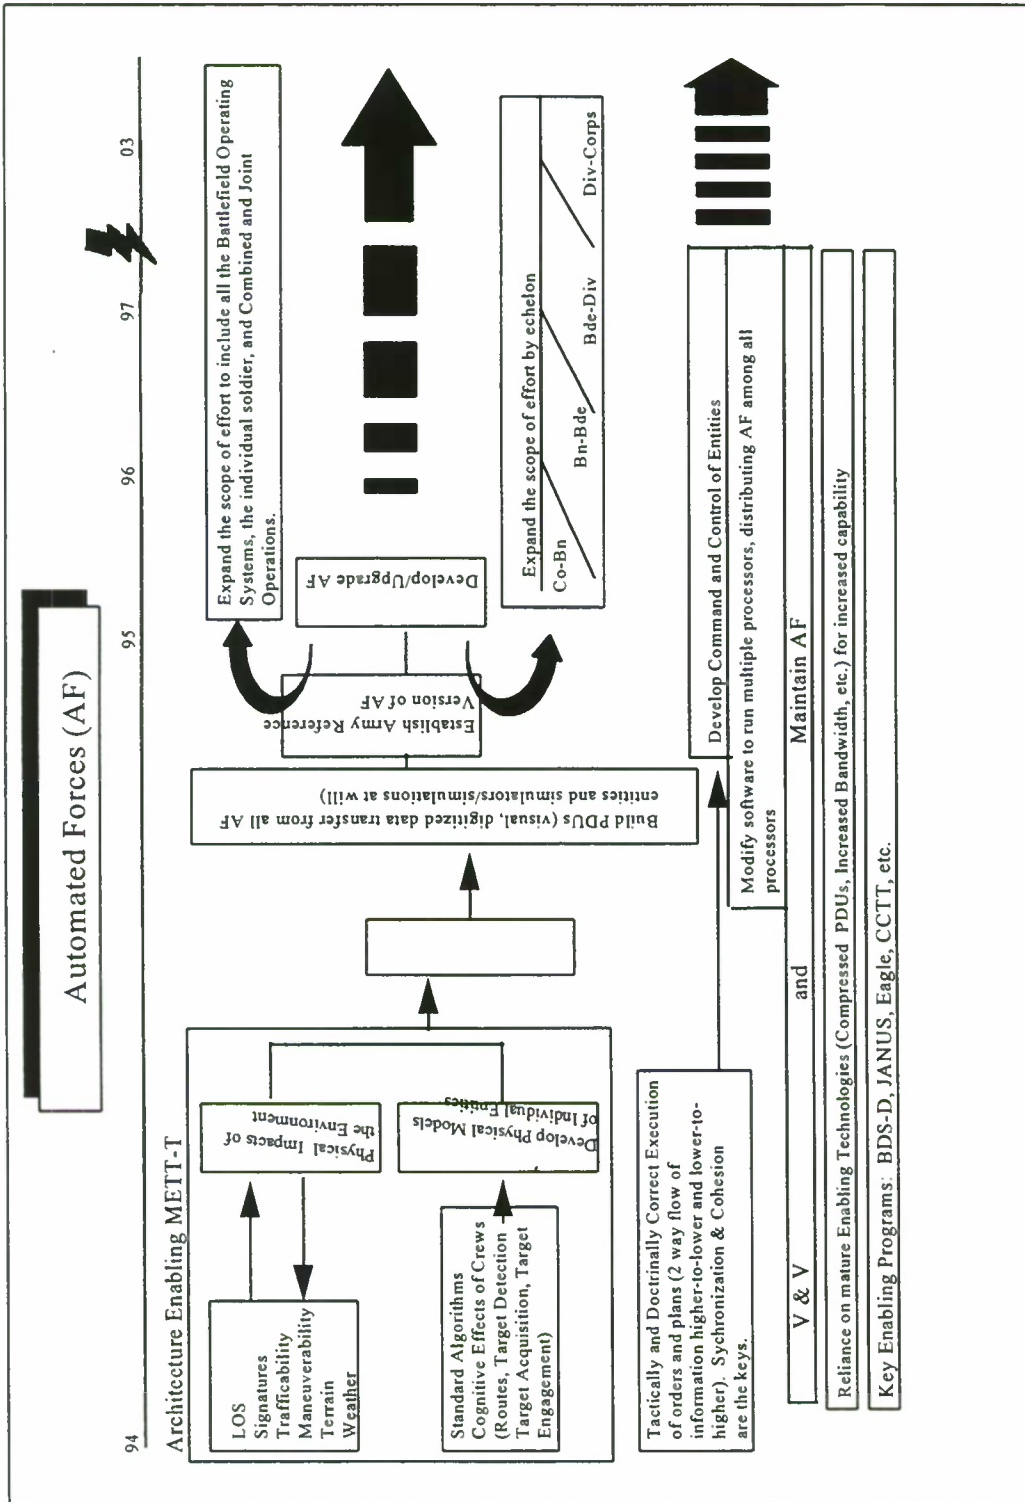 Automated Forces (AF)
94
95
96
97
03
Architecture Enabling METT-T
LOS
Signatures
Trafficability
Maneuverability
Terrain
Weather
Physical Impacts of
the Environment
Standard Algorithms
Cognitive Effects of Crews
(Routes, Target Detection
Target Acquisition, Target
Engagement)
Develop Physical Models
of Individual Entities
Build PDUs (visual, digitized data transfer from all AF
entities and simulators/simulations at will)
Establish Army Reference
Version of AF
Develop/Upgrade AF
Expand the scope of effort to include all the Battlefield Operating
Systems, the individual soldier, and Combined and Joint
Operations.
Expand the scope of effort by echelon
Co-Bn
Bn-Bde
Bde-Div
Div-Corps
Tactically and Doctrinally Correct Execution
of orders and plans (2 way flow of
information higher-to-lower and lower-to-
higher). Sychronization & Cohesion
are the keys.
Develop Command and Control of Entities
Modify software to run multiple processors, distributing AF among all
processors
V & V and Maintain AF
Reliance on mature Enabling Technologies (Compressed PDUs, Increased Bandwidth, etc.) for increased capability
Key Enabling Programs: BDS-D, JANUS, Eagle, CCTT, etc.